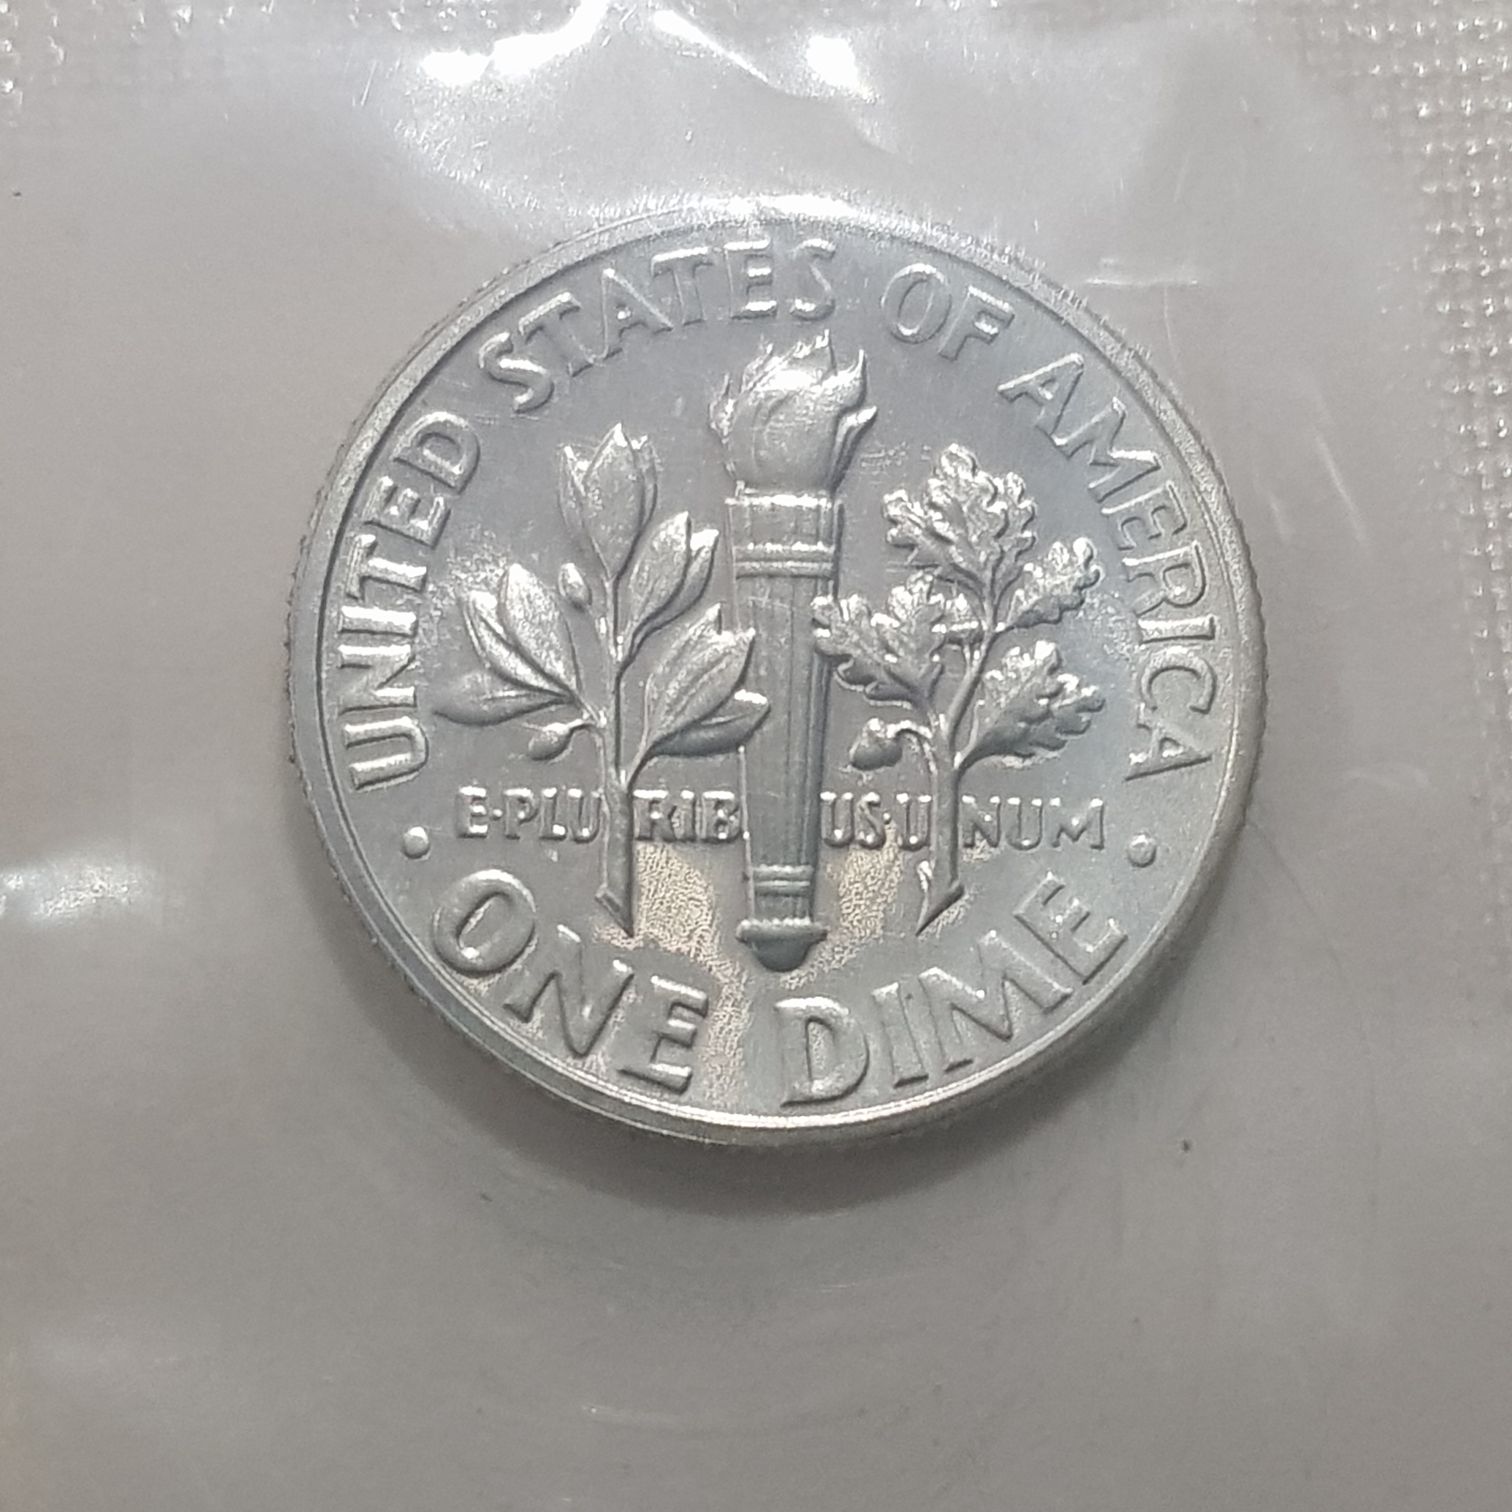 UNITED STATES OF AMERICA
E·PLURIBUS·UNUM
• ONE DIME •